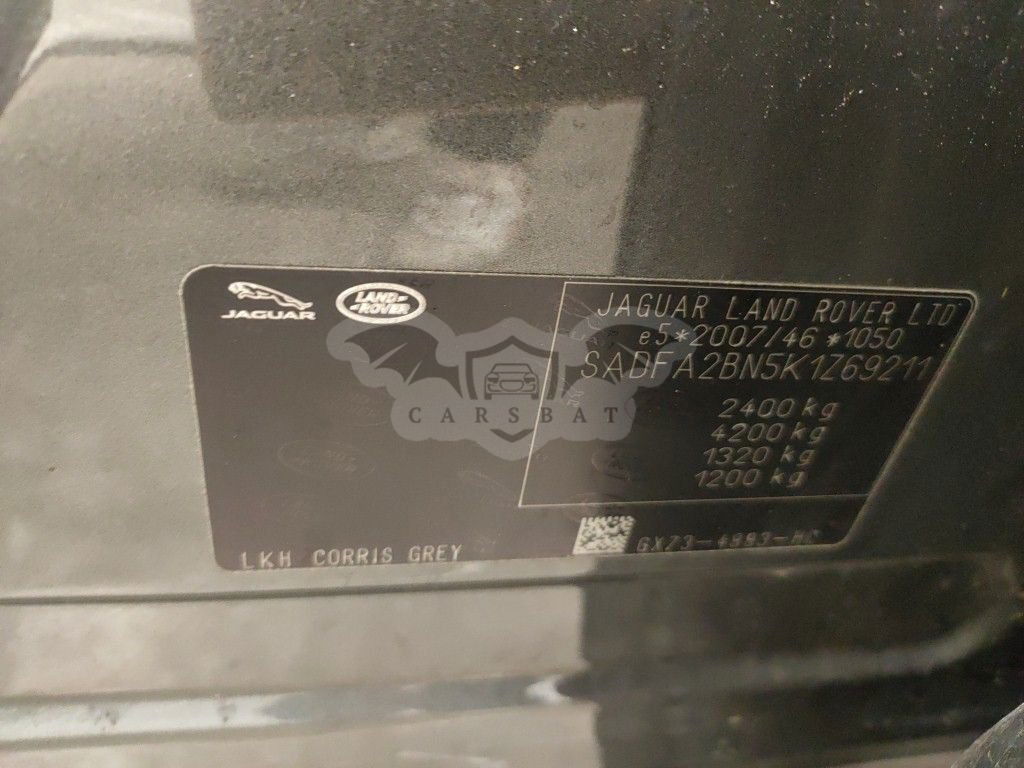 JAGUAR
LAND ROVER
JAGUAR LAND ROVER LTD
e5*2007/46*1050
SADFA2BN5K1Z69211
2400 kg
4200 kg
1320 kg
1200 kg
CARSBAT
LKH CORRIS GREY